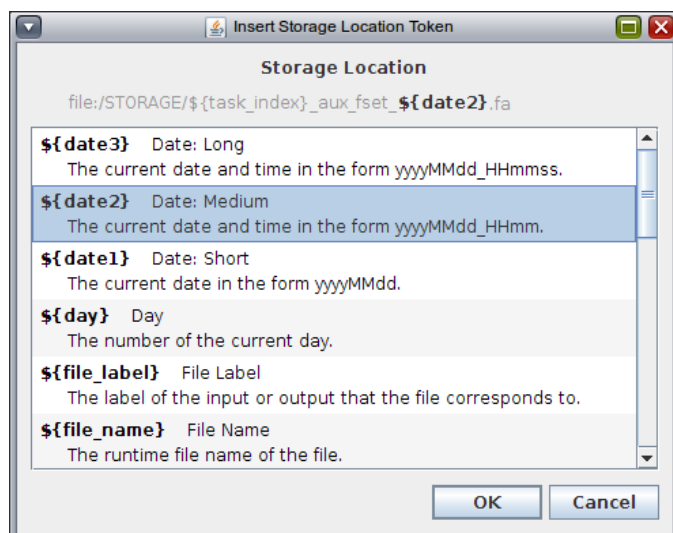 Insert Storage Location Token
Storage Location
file:/STORAGE/${task_index}_aux_fset_${date2}.fa
${date3} Date: Long
The current date and time in the form yyyyMMdd_HHmmss.
${date2} Date: Medium
The current date and time in the form yyyyMMdd_HHmm.
${date1} Date: Short
The current date in the form yyyyMMdd.
${day} Day
The number of the current day.
${file_label} File Label
The label of the input or output that the file corresponds to.
${file_name} File Name
The runtime file name of the file.
OK Cancel